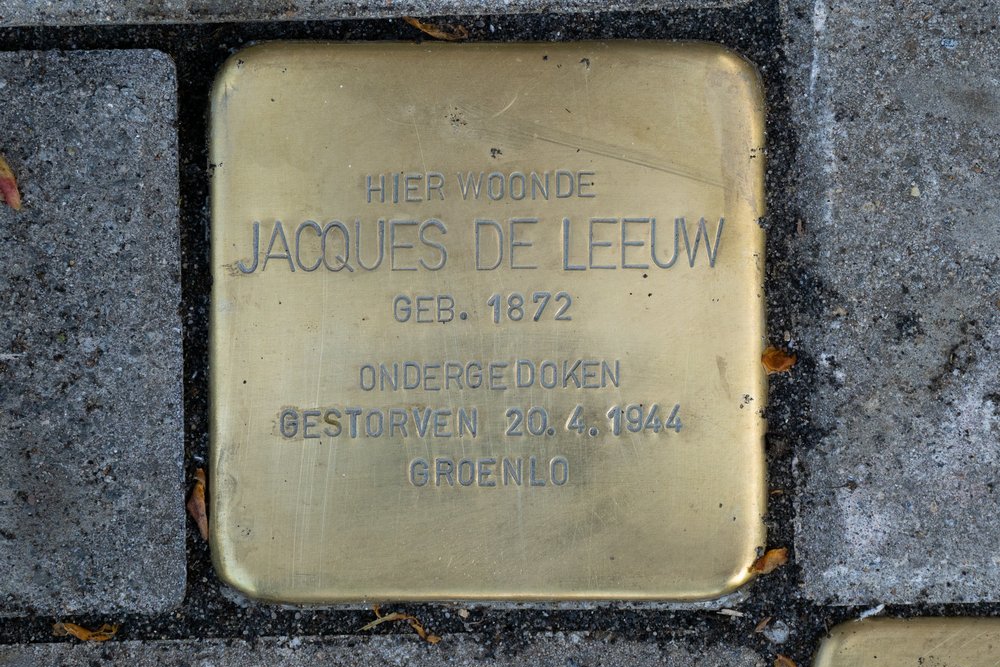 HIER WOONDE
JACQUES DE LEEUW
GEB. 1872
ONDERGEDOKEN
GESTORVEN 20.4.1944
GROENLO